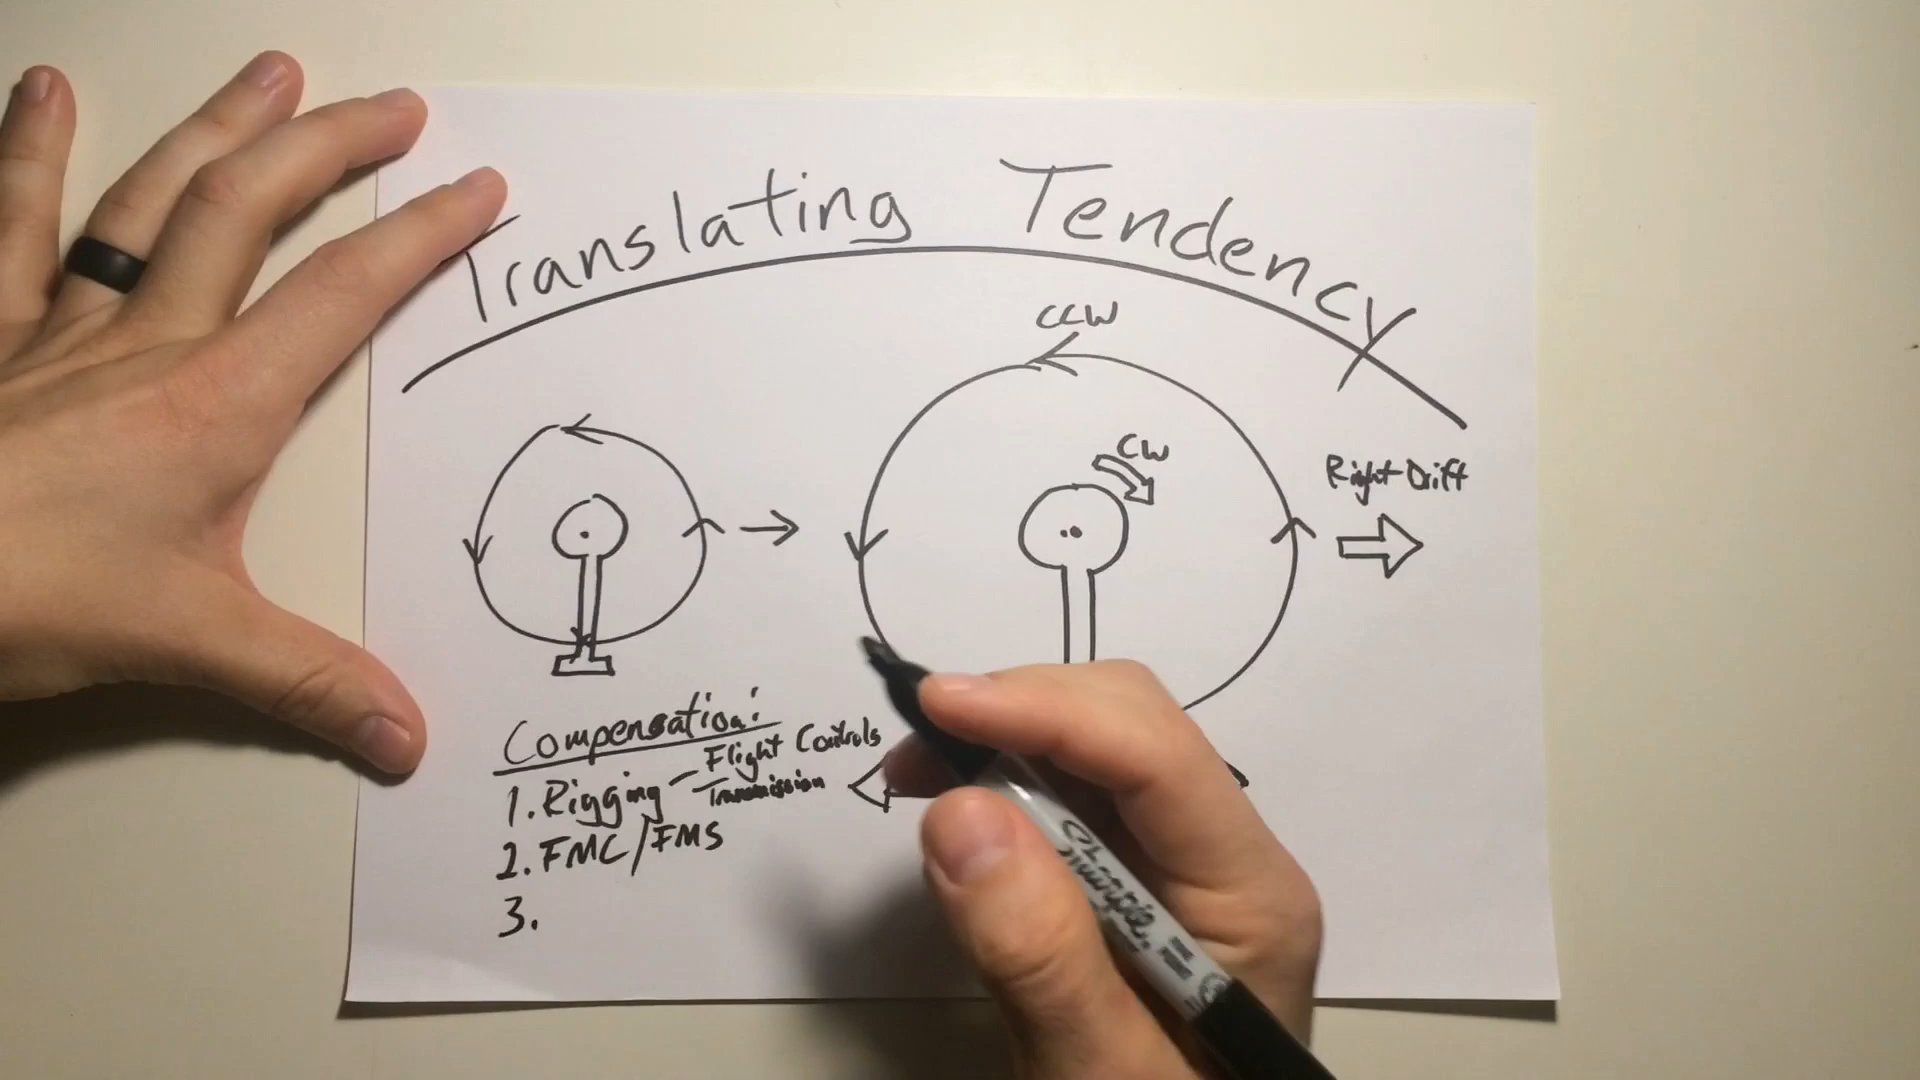 Translating Tendency
CCW
CW
Right Drift
Compensation:
1. Rigging - Flight Controls
- Transmission
2. FMC/FMS
3.
Sharpie.